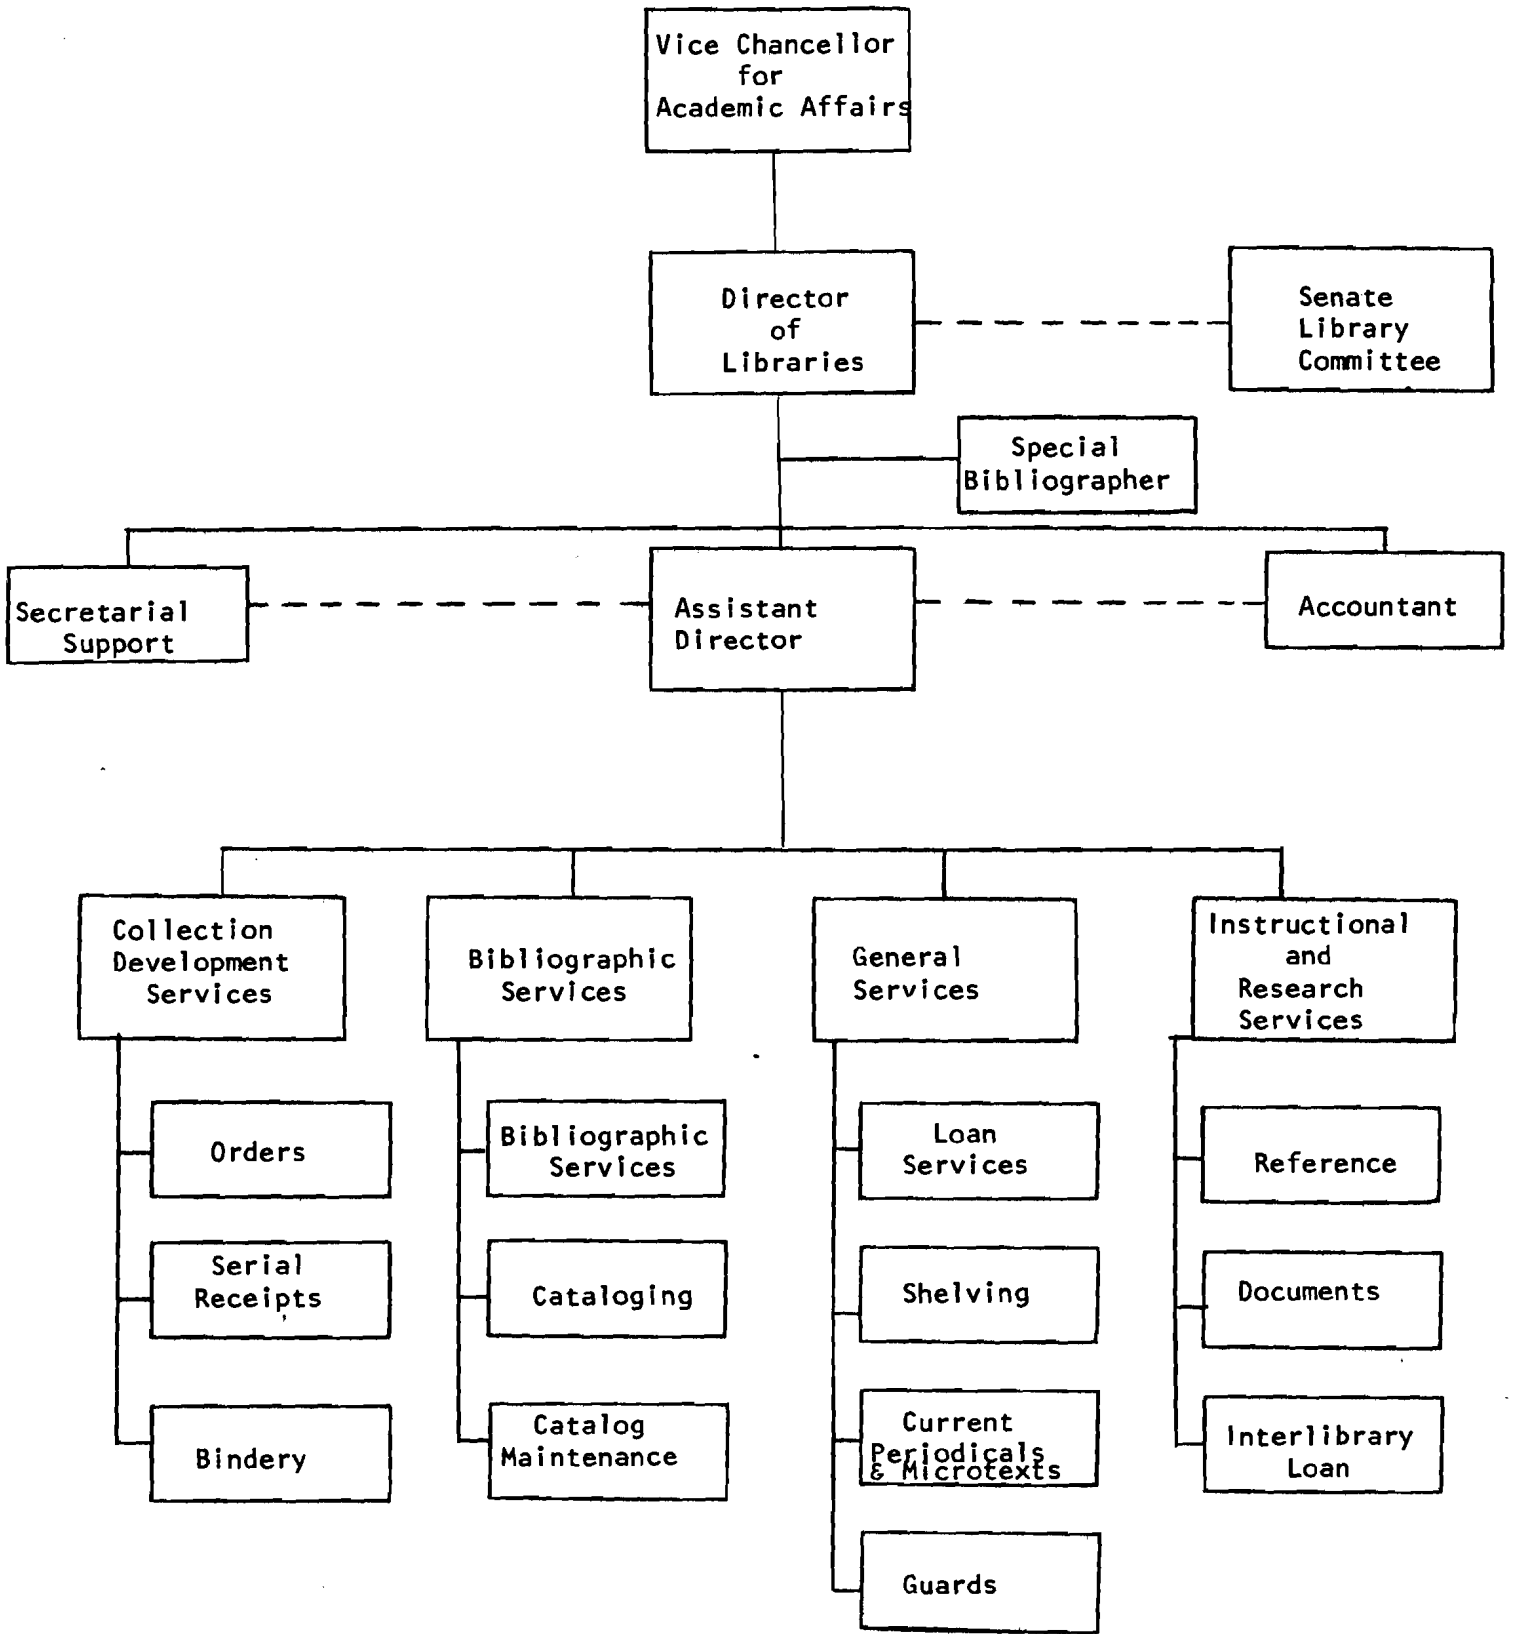 Vice Chancellor
for
Academic Affairs
Director
of
Libraries
Senate
Library
Committee
Special
Bibliographer
Secretarial
Support
Assistant
Director
Accountant
Collection
Development
Services
Bibliographic
Services
General
Services
Instructional
and
Research
Services
Orders
Serial
Receipts
Bindery
Bibliographic
Services
Cataloging
Catalog
Maintenance
Loan
Services
Shelving
Current
Periodicals
& Microtexts
Guards
Reference
Documents
Interlibrary
Loan